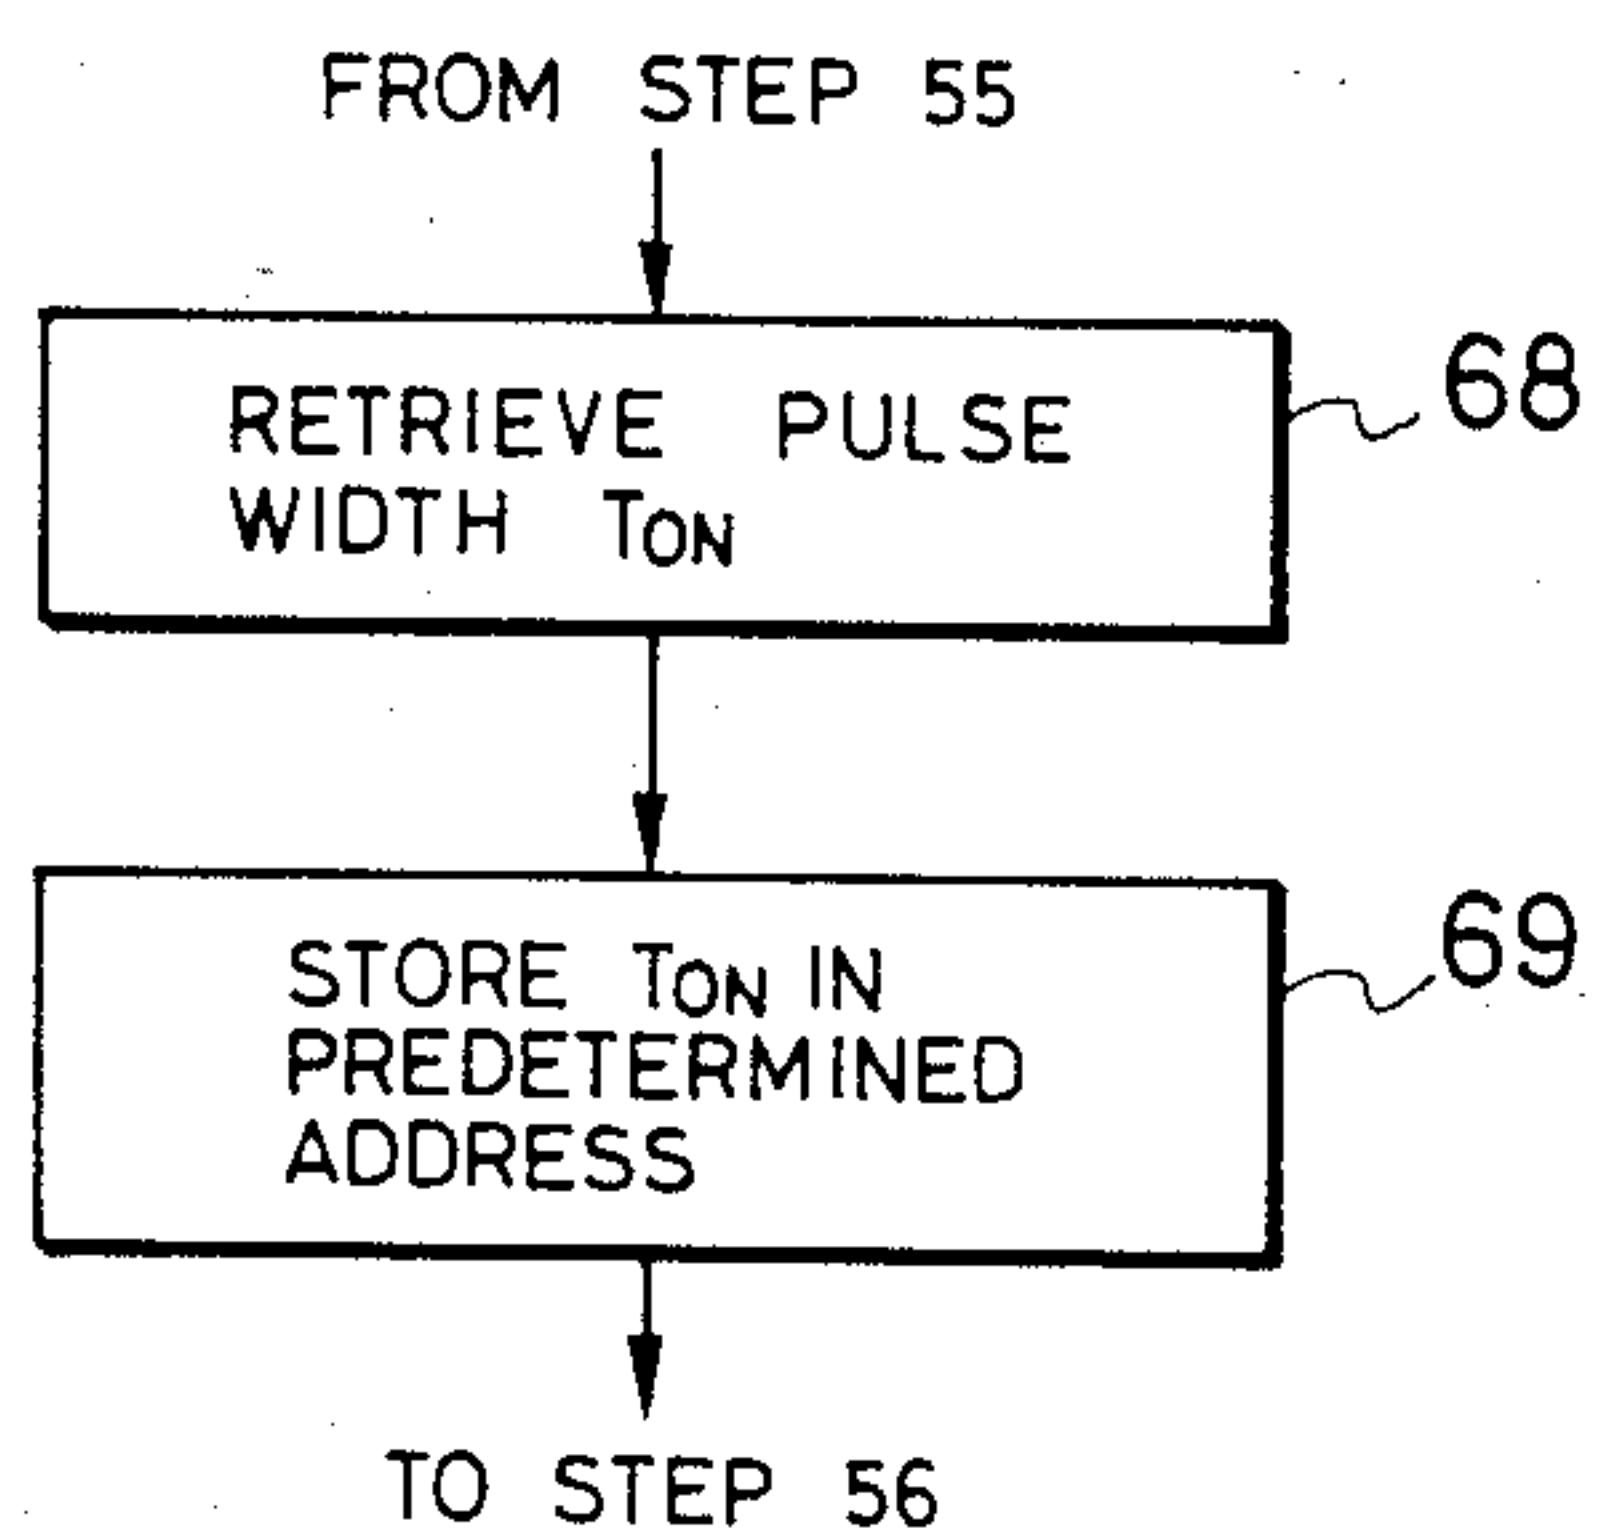 FROM STEP 55
RETRIEVE PULSE
WIDTH TON
68
STORE TON IN
PREDETERMINED
ADDRESS
69
TO STEP 56